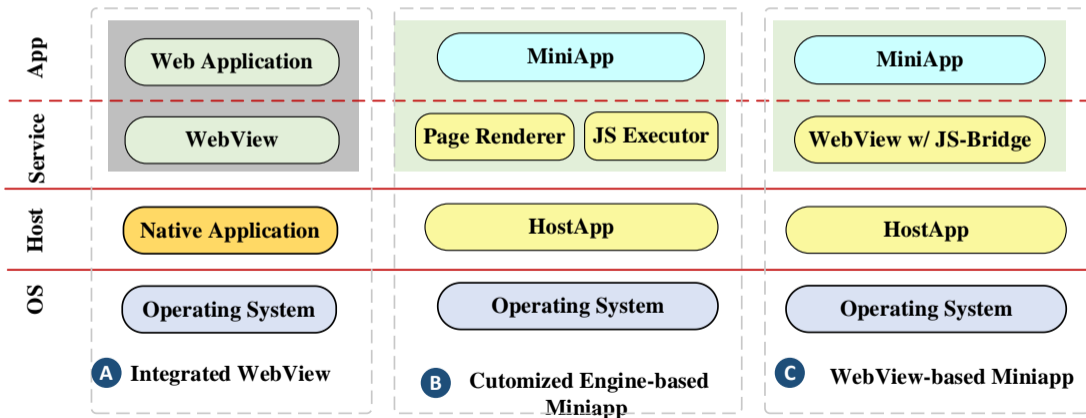 App
Web Application
MiniApp
MiniApp
Service
WebView
Page Renderer
JS Executor
WebView w/ JS-Bridge
Host
Native Application
HostApp
HostApp
OS
Operating System
Operating System
Operating System
A Integrated WebView
B Cutomized Engine-based
Miniapp
C WebView-based Miniapp